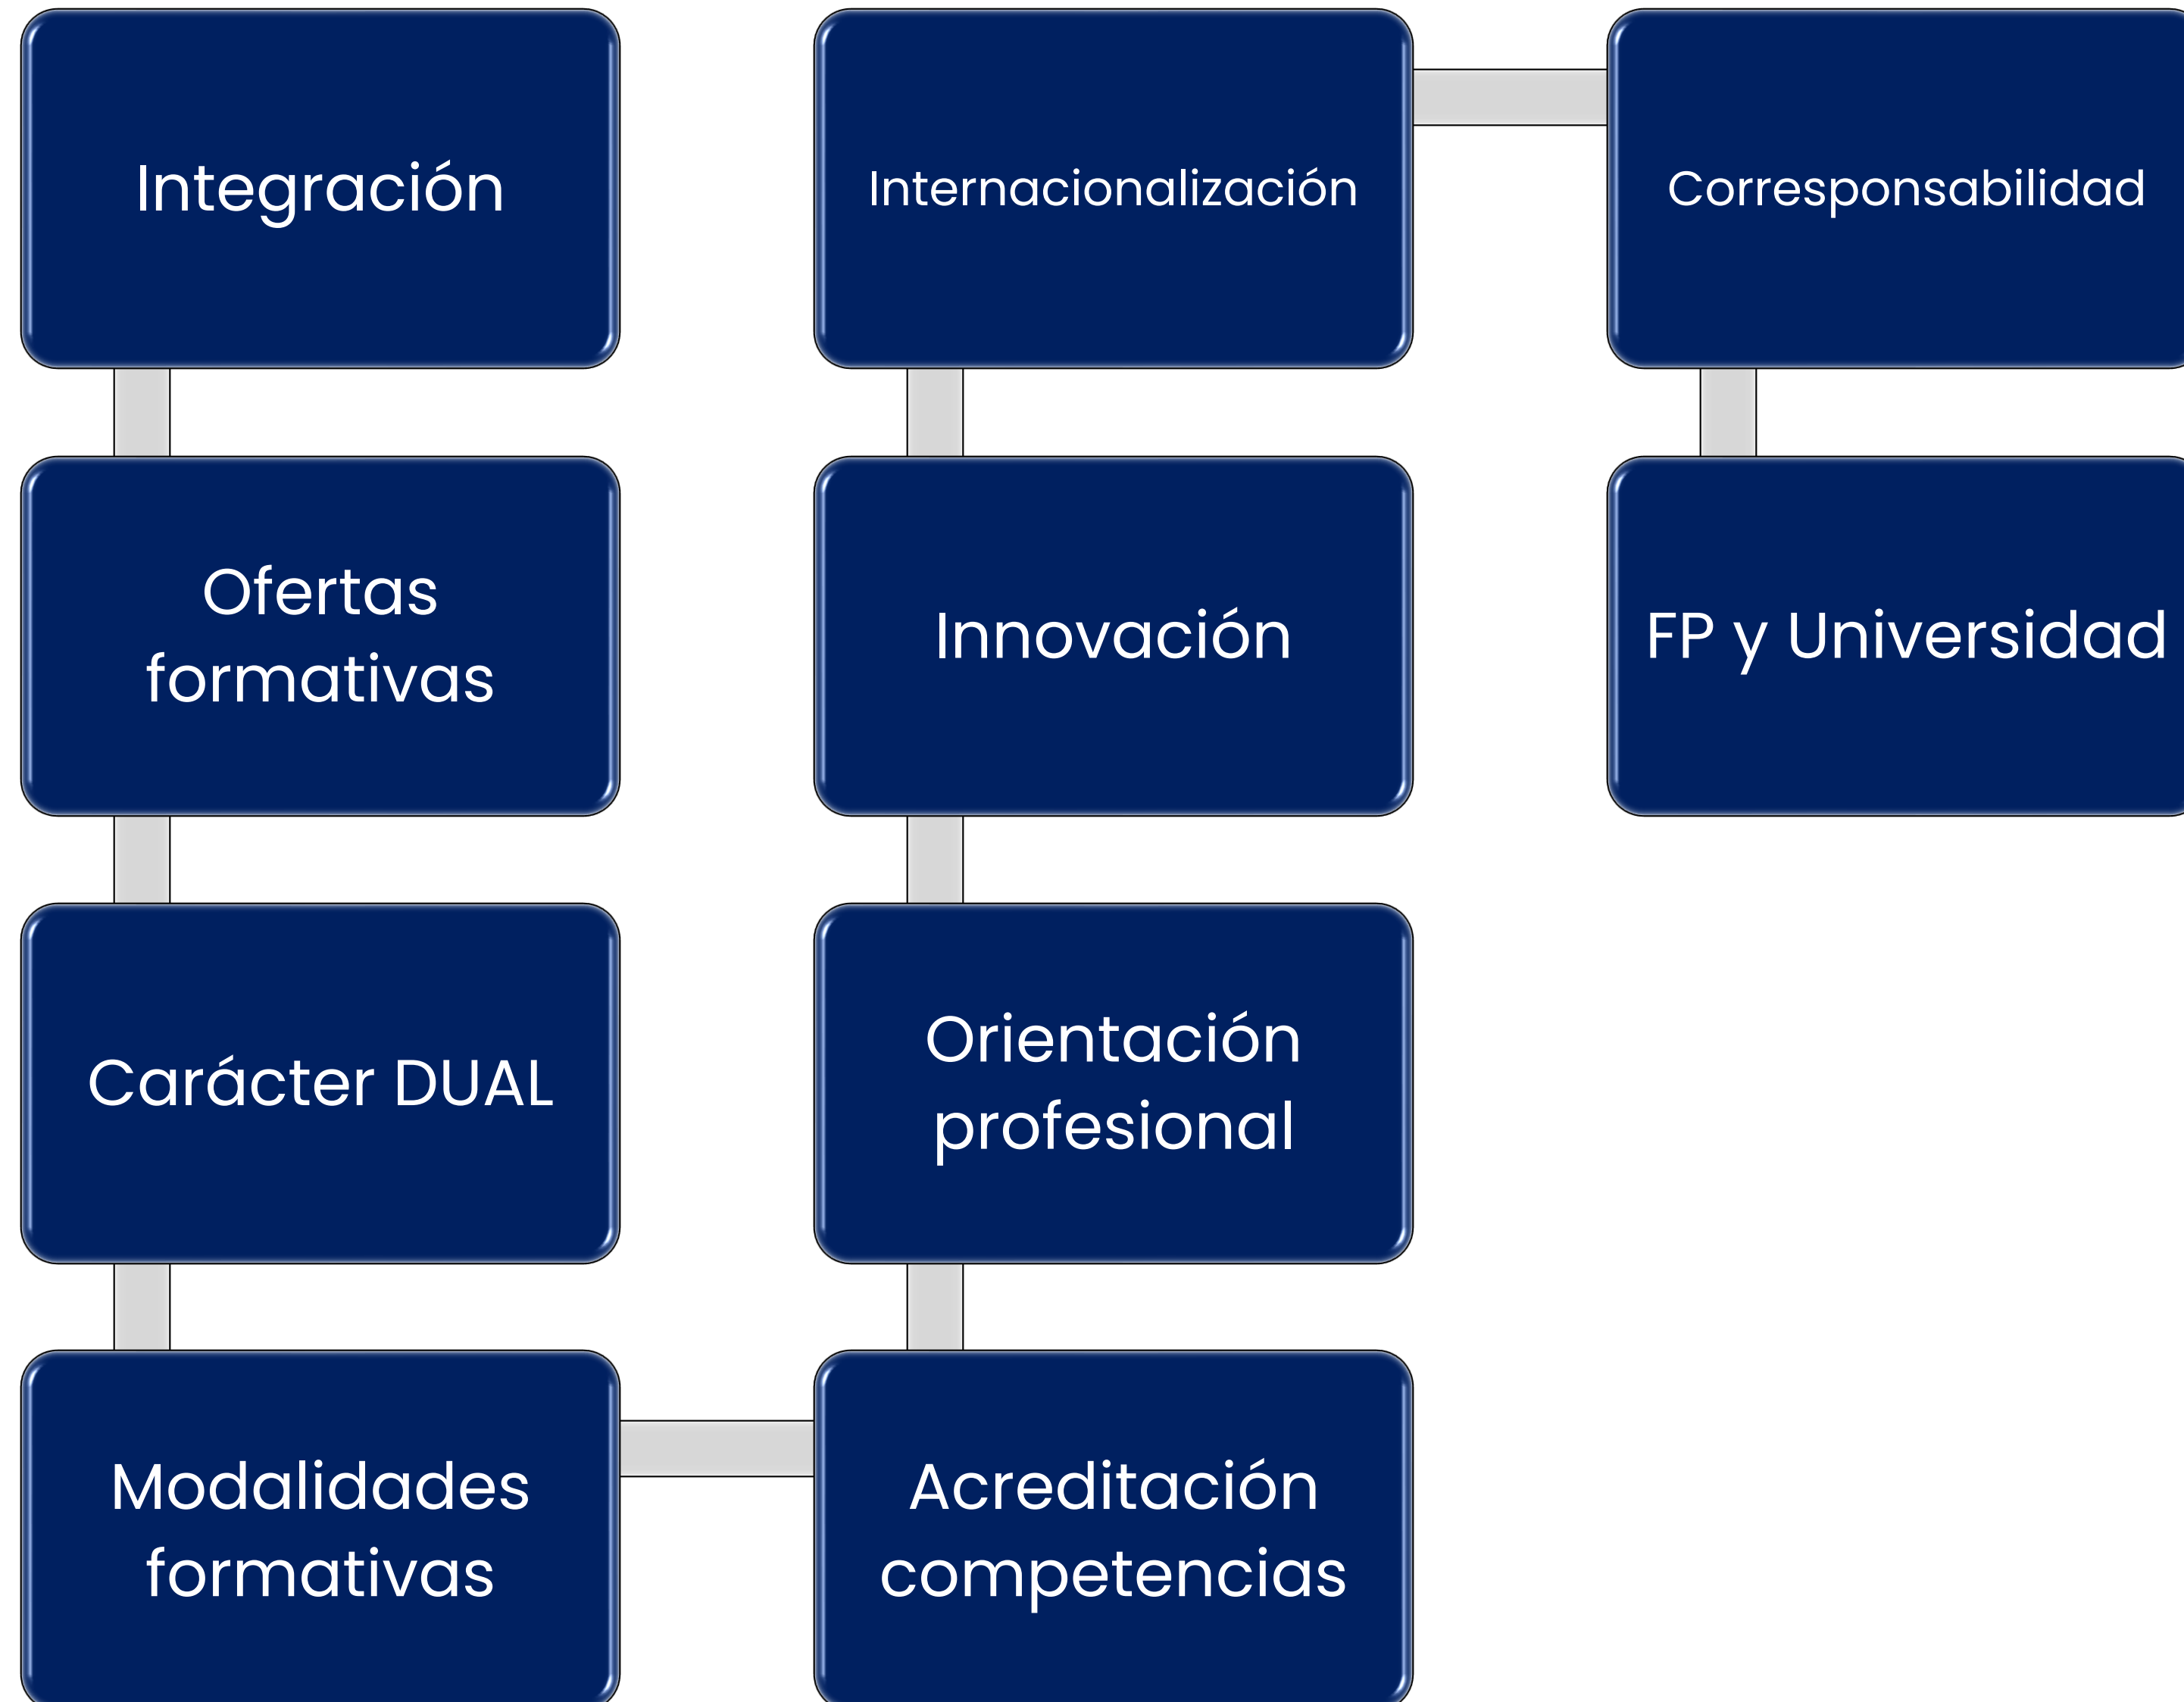 Integración
Ofertas
formativas
Carácter DUAL
Modalidades
formativas
Acreditación
competencias
Orientación
profesional
Innovación
Internacionalización
Corresponsabilidad
FP y Universidad